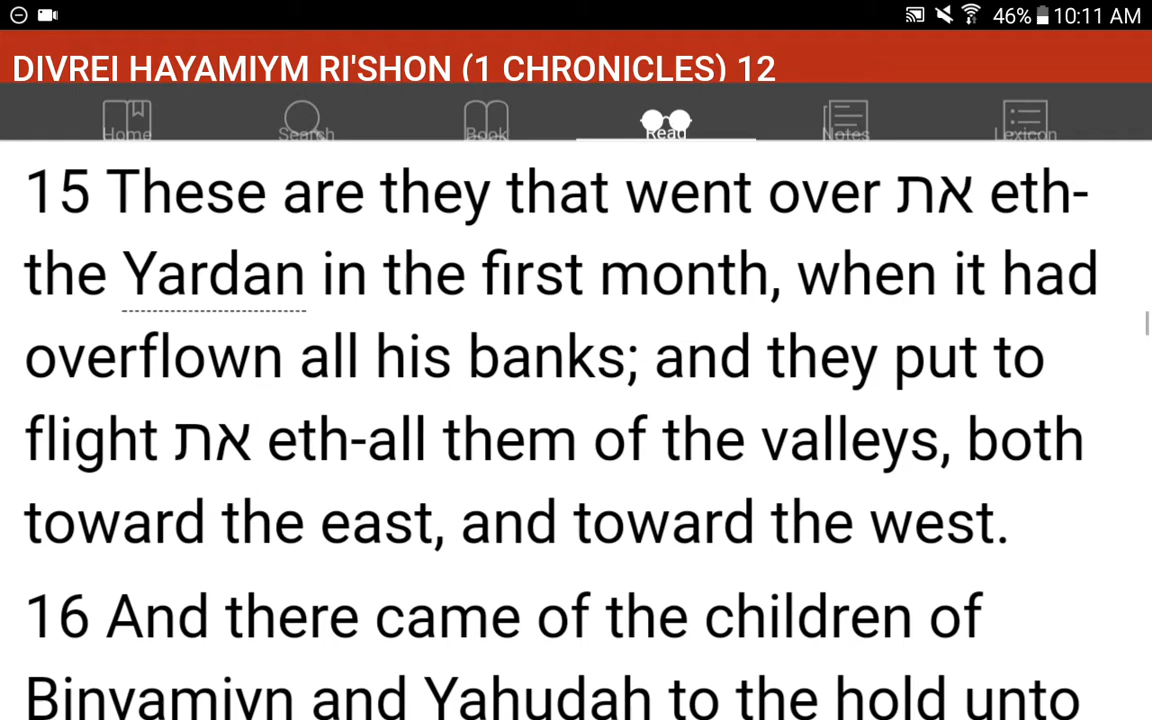 46% 10:11 AM
DIVREI HAYAMIYM RI'SHON (1 CHRONICLES) 12
Home Search Book Read Notes Lexicon
15 These are they that went over את eth-
the Yardan in the first month, when it had
overflown all his banks; and they put to
flight את eth-all them of the valleys, both
toward the east, and toward the west.
16 And there came of the children of
Binyamiyn and Yahudah to the hold unto